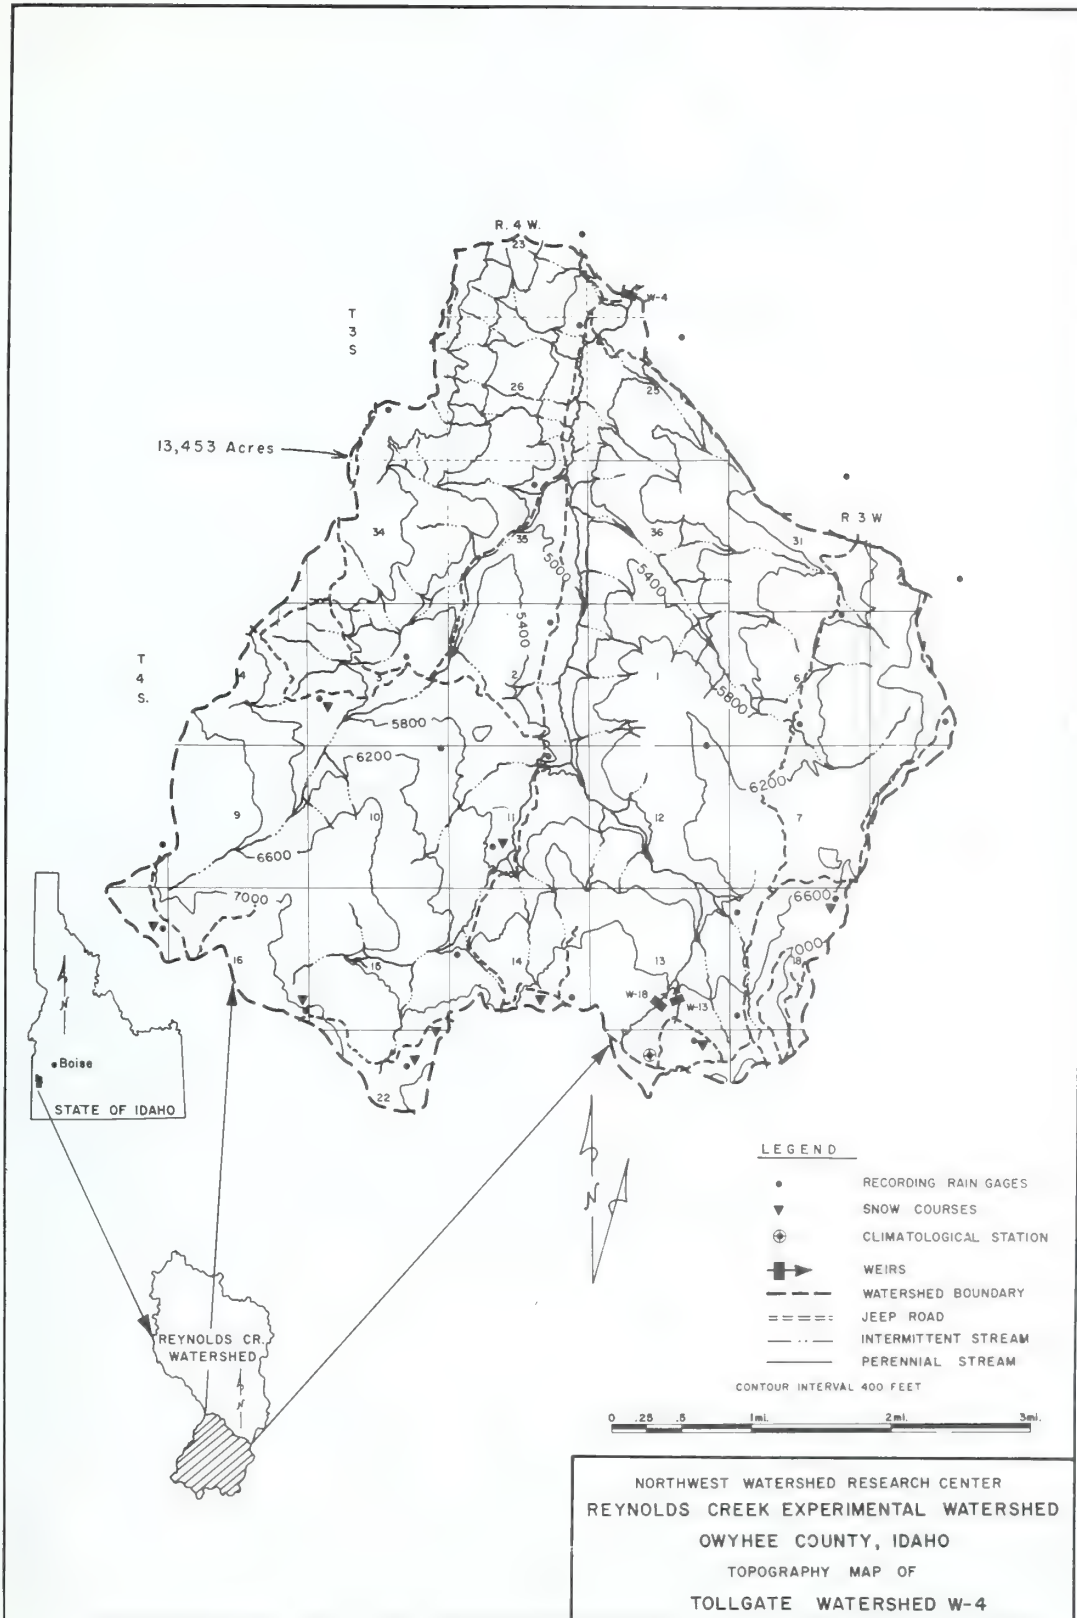 R. 4 W.
23
W-4
T
3
S
26
25
13,453 Acres
34
35
36
31
R 3 W
5000
5400
5400
T
4
S.
4
3
2
1
6
5800
5800
6200
6200
9
10
11
12
7
6600
6600
7000
7000
16
15
14
13
18
W-18
W-13
22
N
Boise
STATE OF IDAHO
N
LEGEND
RECORDING RAIN GAGES
SNOW COURSES
CLIMATOLOGICAL STATION
WEIRS
WATERSHED BOUNDARY
JEEP ROAD
INTERMITTENT STREAM
PERENNIAL STREAM
CONTOUR INTERVAL 400 FEET
0 .25 .5 1mi. 2mi. 3mi.
REYNOLDS CR.
WATERSHED
N
NORTHWEST WATERSHED RESEARCH CENTER
REYNOLDS CREEK EXPERIMENTAL WATERSHED
OWYHEE COUNTY, IDAHO
TOPOGRAPHY MAP OF
TOLLGATE WATERSHED W-4